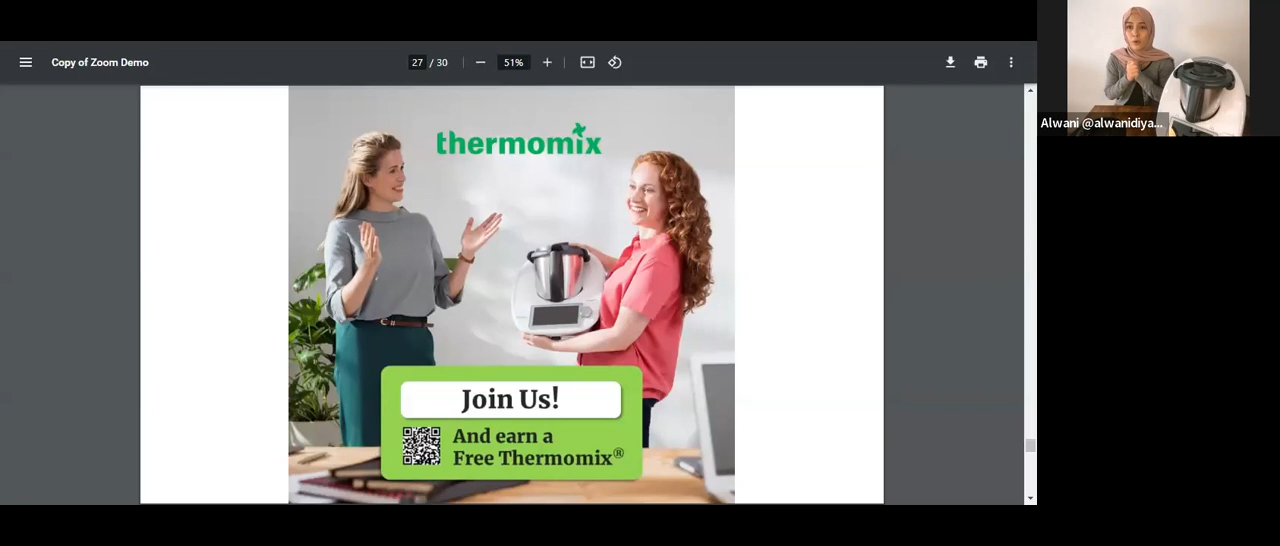 Copy of Zoom Demo
27 / 30
51%
Alwani @alwanidiya...
thermomix
Join Us!
And earn a
Free Thermomix®